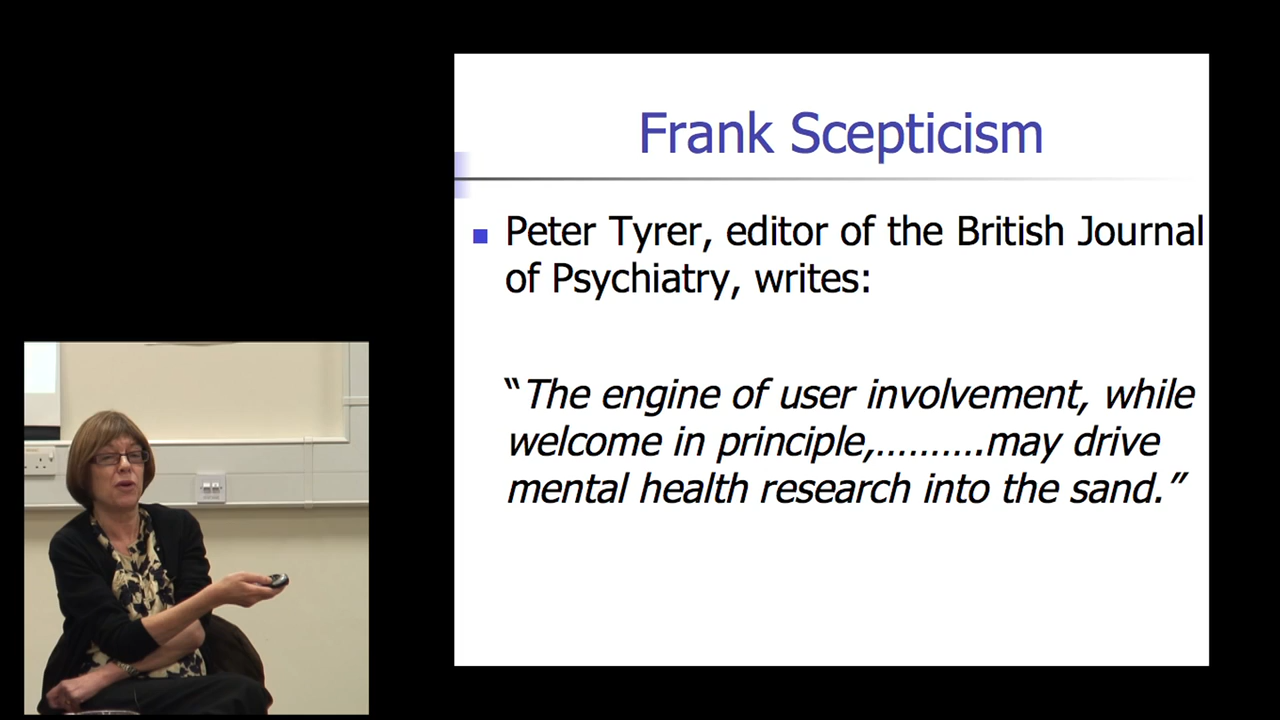 Frank Scepticism
Peter Tyrer, editor of the British Journal
of Psychiatry, writes:
“The engine of user involvement, while
welcome in principle,……….may drive
mental health research into the sand.”